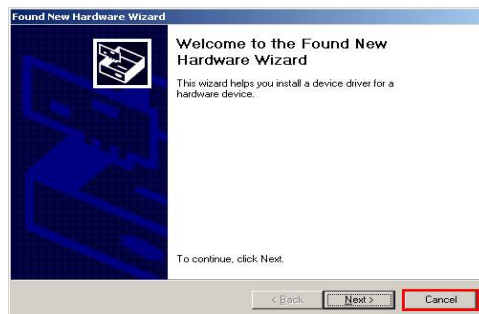 Found New Hardware Wizard
Welcome to the Found New
Hardware Wizard
This wizard helps you install a device driver for a
hardware device.
To continue, click Next.
< Back Next > Cancel